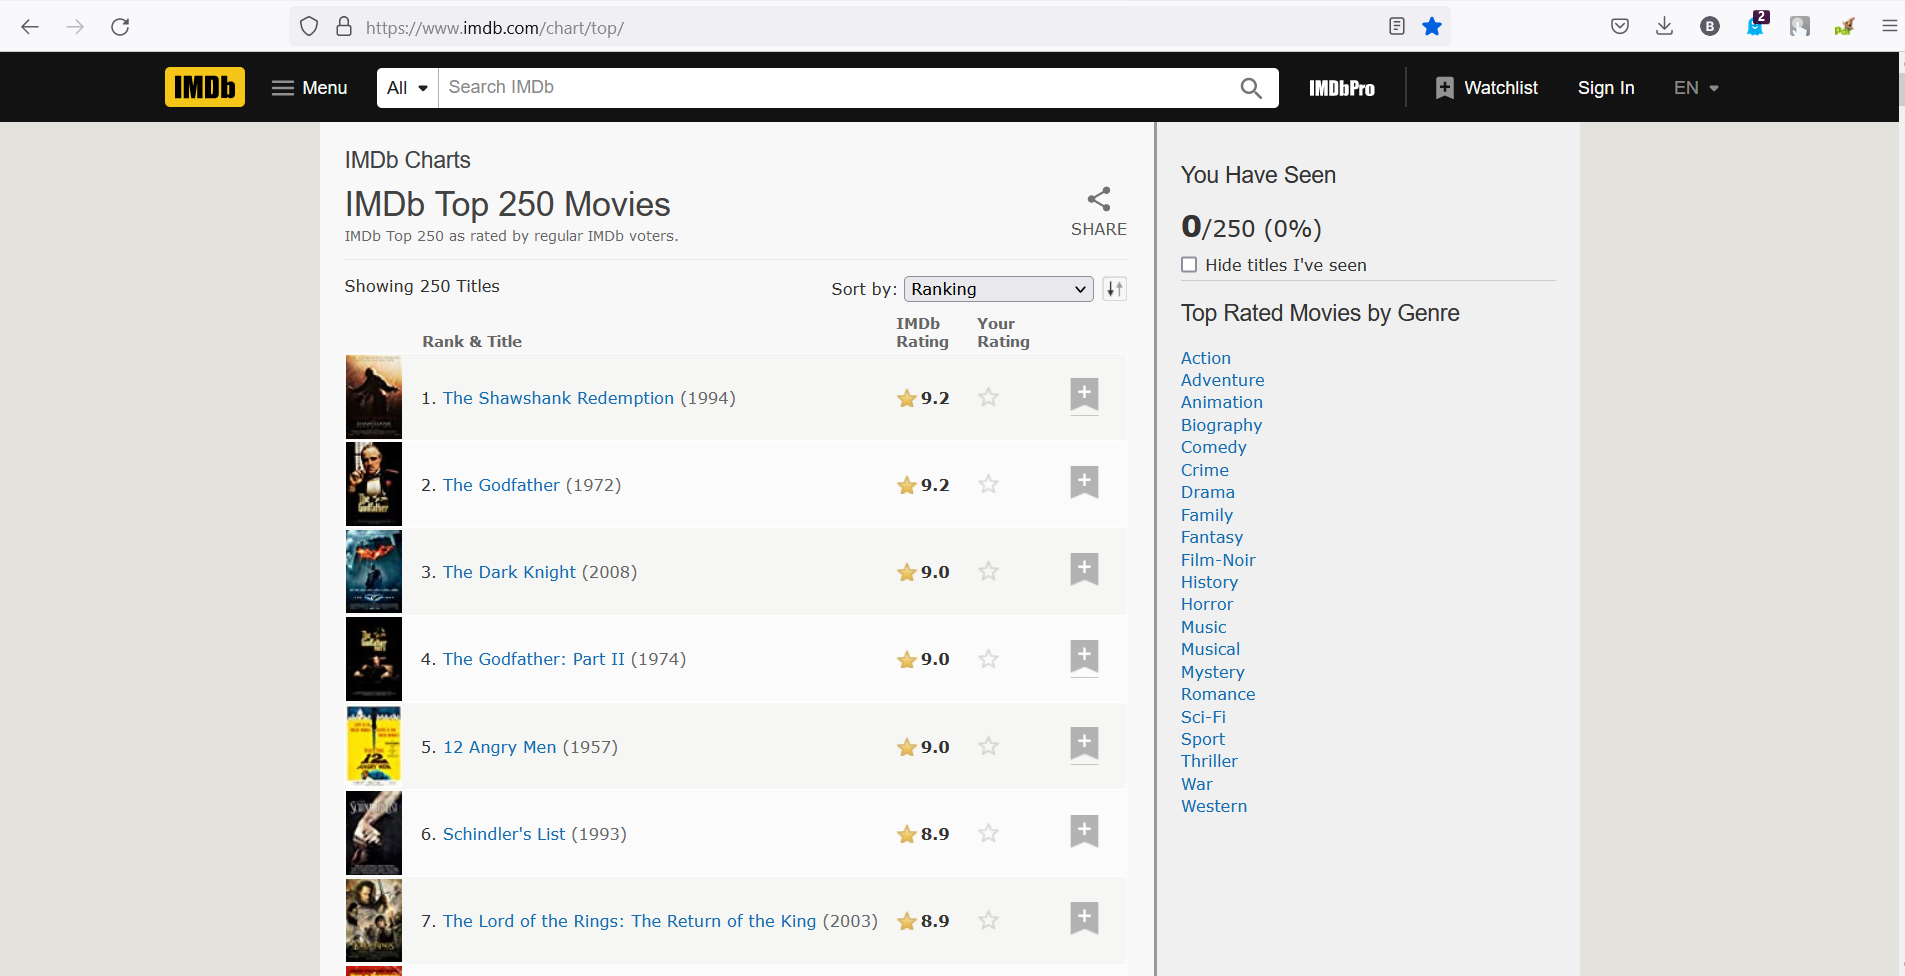 https://www.imdb.com/chart/top/
B
2
IMDb
Menu
All
Search IMDb
IMDbPro
Watchlist
Sign In
EN
IMDb Charts
IMDb Top 250 Movies
IMDb Top 250 as rated by regular IMDb voters.
SHARE
Showing 250 Titles
Sort by: Ranking
Rank & Title
IMDb Rating
Your Rating
1. The Shawshank Redemption (1994) 9.2
2. The Godfather (1972) 9.2
3. The Dark Knight (2008) 9.0
4. The Godfather: Part II (1974) 9.0
5. 12 Angry Men (1957) 9.0
6. Schindler's List (1993) 8.9
7. The Lord of the Rings: The Return of the King (2003) 8.9
You Have Seen
0/250 (0%)
Hide titles I've seen
Top Rated Movies by Genre
Action
Adventure
Animation
Biography
Comedy
Crime
Drama
Family
Fantasy
Film-Noir
History
Horror
Music
Musical
Mystery
Romance
Sci-Fi
Sport
Thriller
War
Western